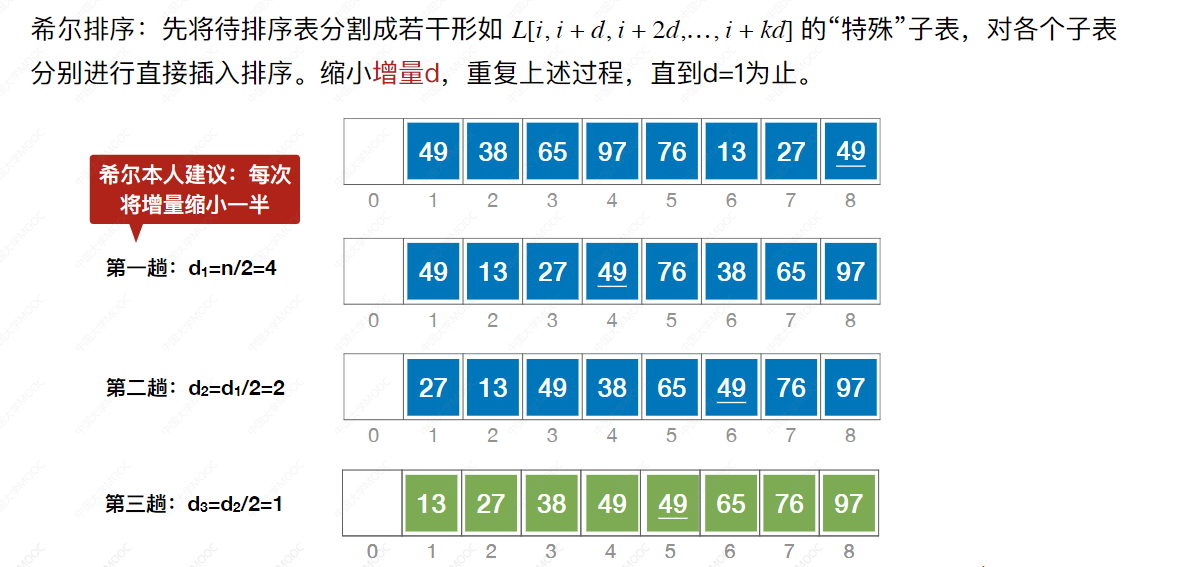 希尔排序：先将待排序表分割成若干形如 L[i, i + d, i + 2d,…, i + kd] 的“特殊”子表，对各个子表
分别进行直接插入排序。缩小增量d，重复上述过程，直到d=1为止。
49 38 65 97 76 13 27 49
0 1 2 3 4 5 6 7 8
希尔本人建议：每次
将增量缩小一半
第一趟：d₁=n/2=4
49 13 27 49 76 38 65 97
0 1 2 3 4 5 6 7 8
第二趟：d₂=d₁/2=2
27 13 49 38 65 49 76 97
0 1 2 3 4 5 6 7 8
第三趟：d₃=d₂/2=1
13 27 38 49 49 65 76 97
0 1 2 3 4 5 6 7 8